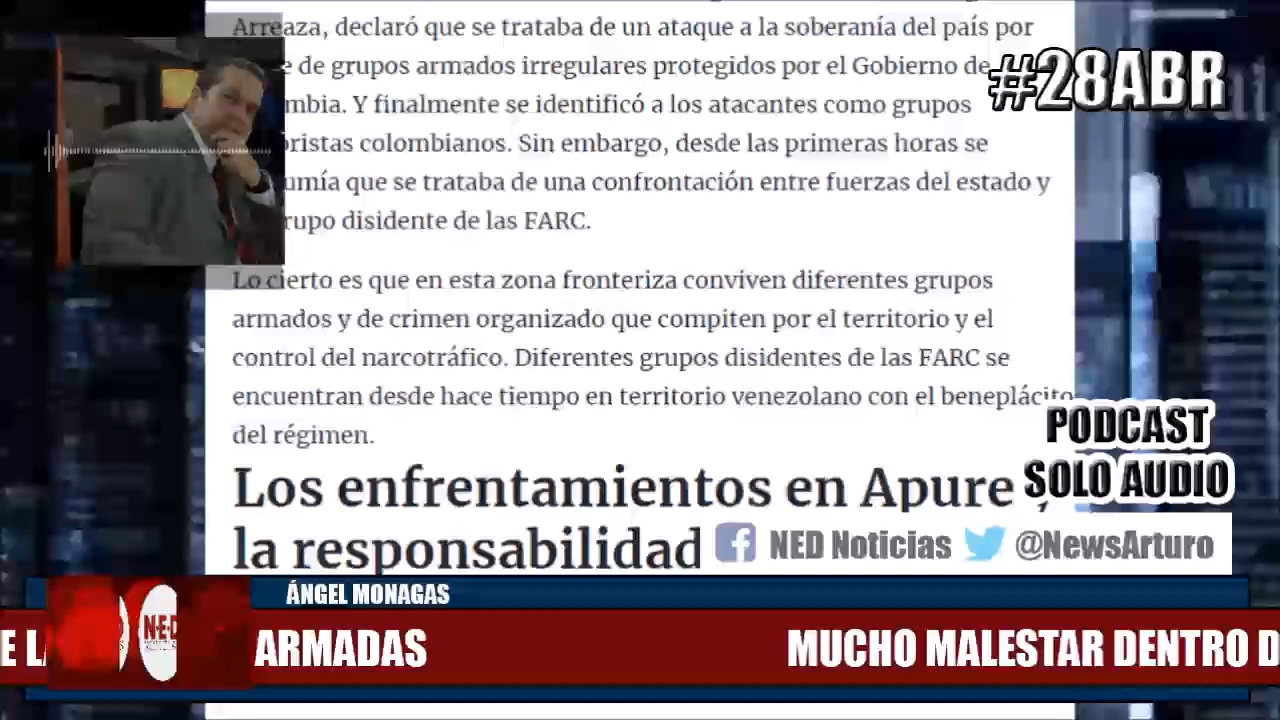 Arreaza, declaró que se trataba de un ataque a la soberanía del país por
de grupos armados irregulares protegidos por el Gobierno de
Y finalmente se identificó a los atacantes como grupos
colombianos. Sin embargo, desde las primeras horas se
que se trataba de una confrontación entre fuerzas del estado y
disidente de las FARC.
Lo cierto es que en esta zona fronteriza conviven diferentes grupos
armados y de crimen organizado que compiten por el territorio y el
control del narcotráfico. Diferentes grupos disidentes de las FARC se
encuentran desde hace tiempo en territorio venezolano con el beneplácito
del régimen.
Los enfrentamientos en Apure
la responsabilidad
#28ABR
PODCAST
SOLO AUDIO
NED Noticias @NewsArturo
ÁNGEL MONAGAS
N·E·D
E LA ARMADAS MUCHO MALESTAR DENTRO D